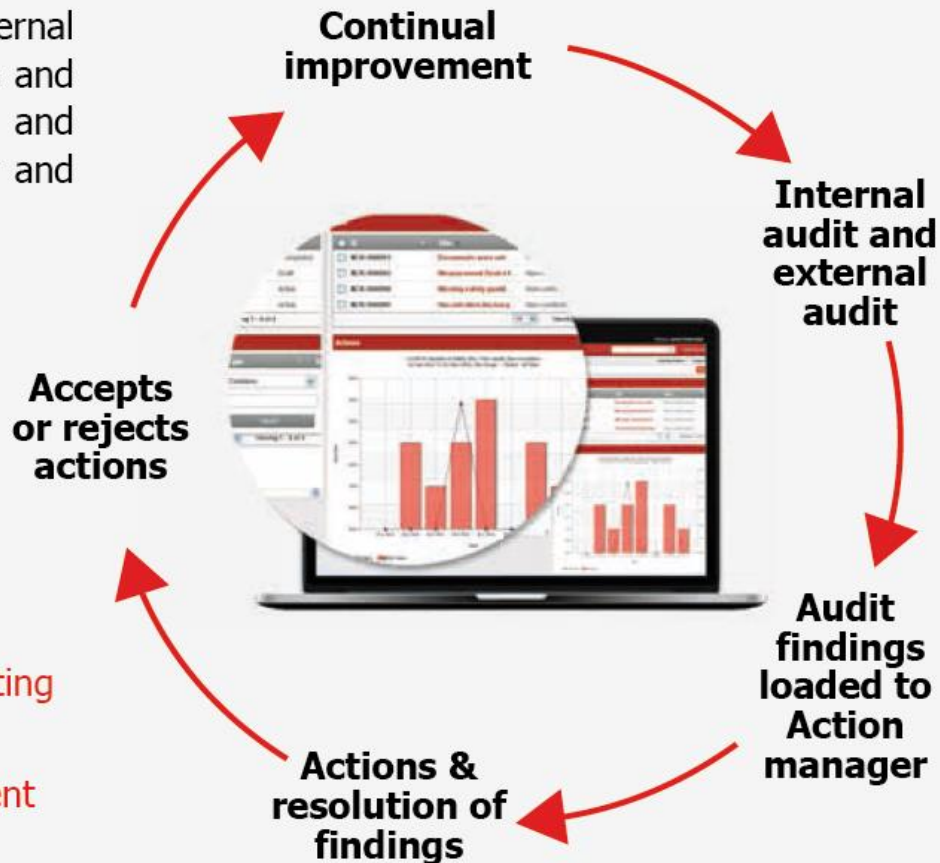 ernal
and
and
and
Continual
improvement
Internal
audit and
external
audit
Audit
findings
loaded to
Action
manager
Actions &
resolution of
findings
Accepts
or rejects
actions
ting
ent
Actions